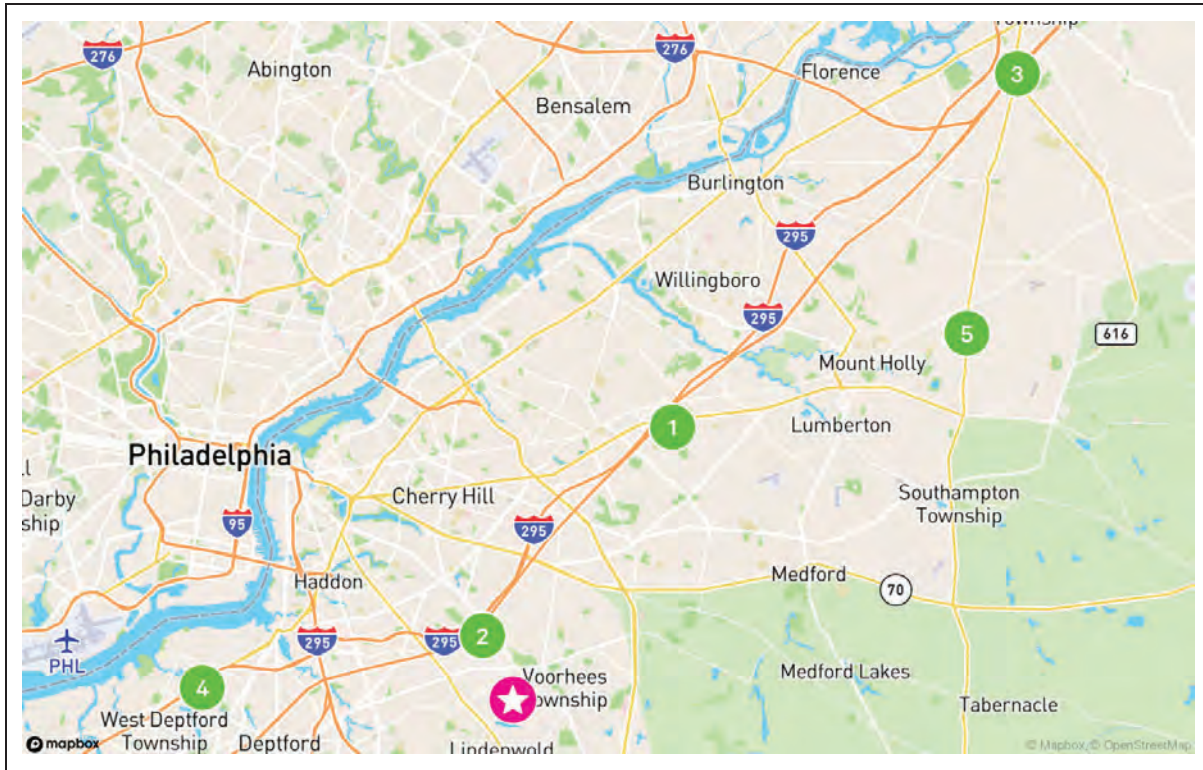 Township
276
276
3
Abington
Florence
Bensalem
Burlington
295
Willingboro
295
5
616
Mount Holly
1
Lumberton
Philadelphia
Darby
ship
Cherry Hill
Southampton
Township
95
295
Medford
Haddon
70
2
295
295
PHL
4
Voorhees
ownship
Medford Lakes
Tabernacle
West Deptford
Township
Deptford
Lindenwold
mapbox
© Mapbox, © OpenStreetMap